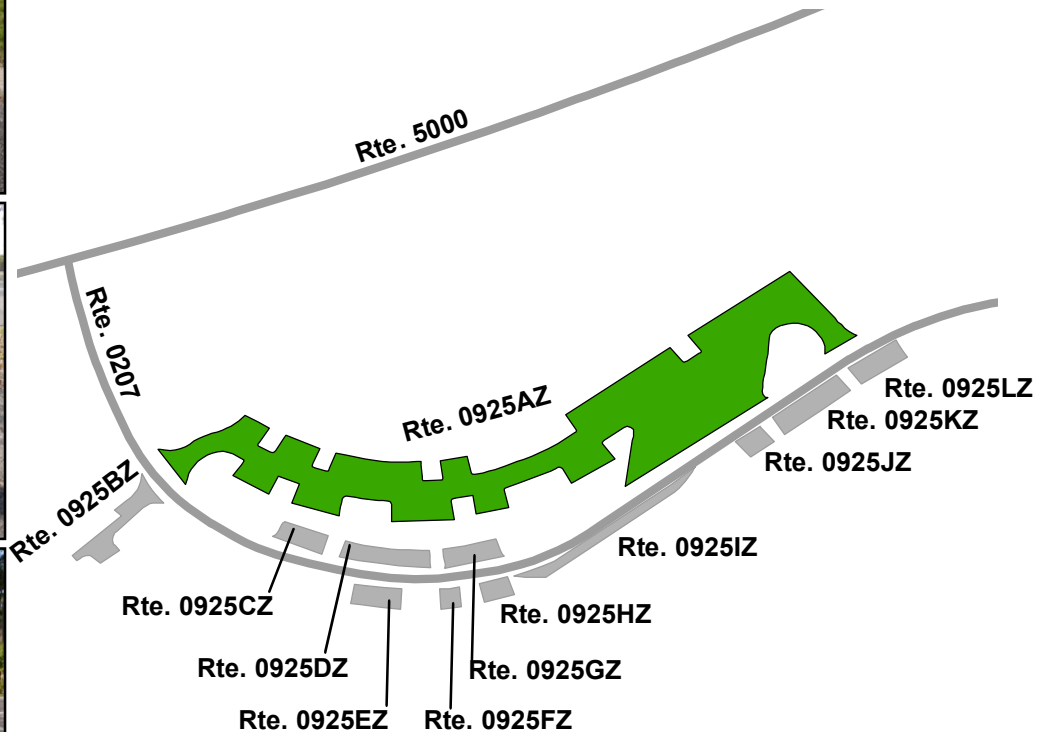 Rte. 5000
Rte. 0207
Rte. 0925AZ
Rte. 0925LZ
Rte. 0925KZ
Rte. 0925JZ
Rte. 0925BZ
Rte. 0925IZ
Rte. 0925CZ
Rte. 0925HZ
Rte. 0925DZ
Rte. 0925GZ
Rte. 0925EZ
Rte. 0925FZ